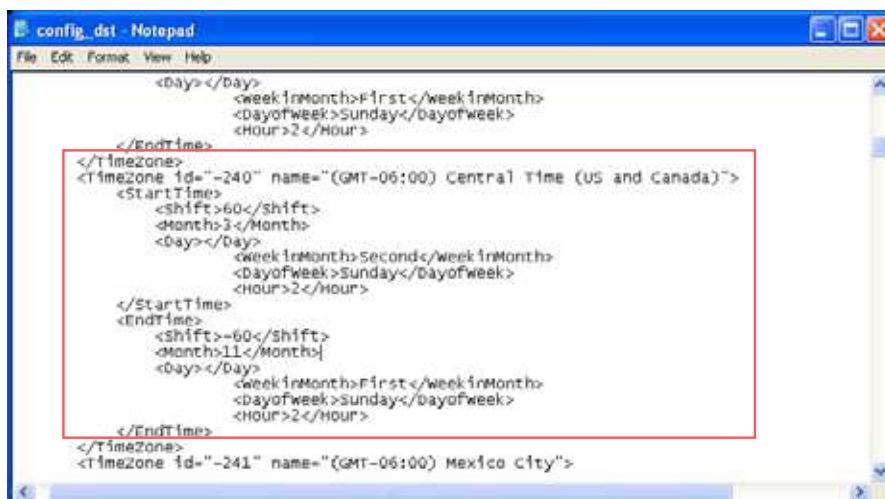 config_dst - Notepad
File Edit Format View Help
<Day></Day>
<WeekInMonth>First</WeekInMonth>
<DayofWeek>Sunday</DayofWeek>
<Hour>2</Hour>
</EndTime>
</TimeZone>
<TimeZone id="-240" name="(GMT-06:00) Central Time (US and Canada)">
<StartTime>
<Shift>60</Shift>
<Month>3</Month>
<Day></Day>
<WeekInMonth>Second</WeekInMonth>
<DayofWeek>Sunday</DayofWeek>
<Hour>2</Hour>
</StartTime>
<EndTime>
<Shift>-60</Shift>
<Month>11</Month>
<Day></Day>
<WeekInMonth>First</WeekInMonth>
<DayofWeek>Sunday</DayofWeek>
<Hour>2</Hour>
</EndTime>
</TimeZone>
<TimeZone id="-241" name="(GMT-06:00) Mexico City">